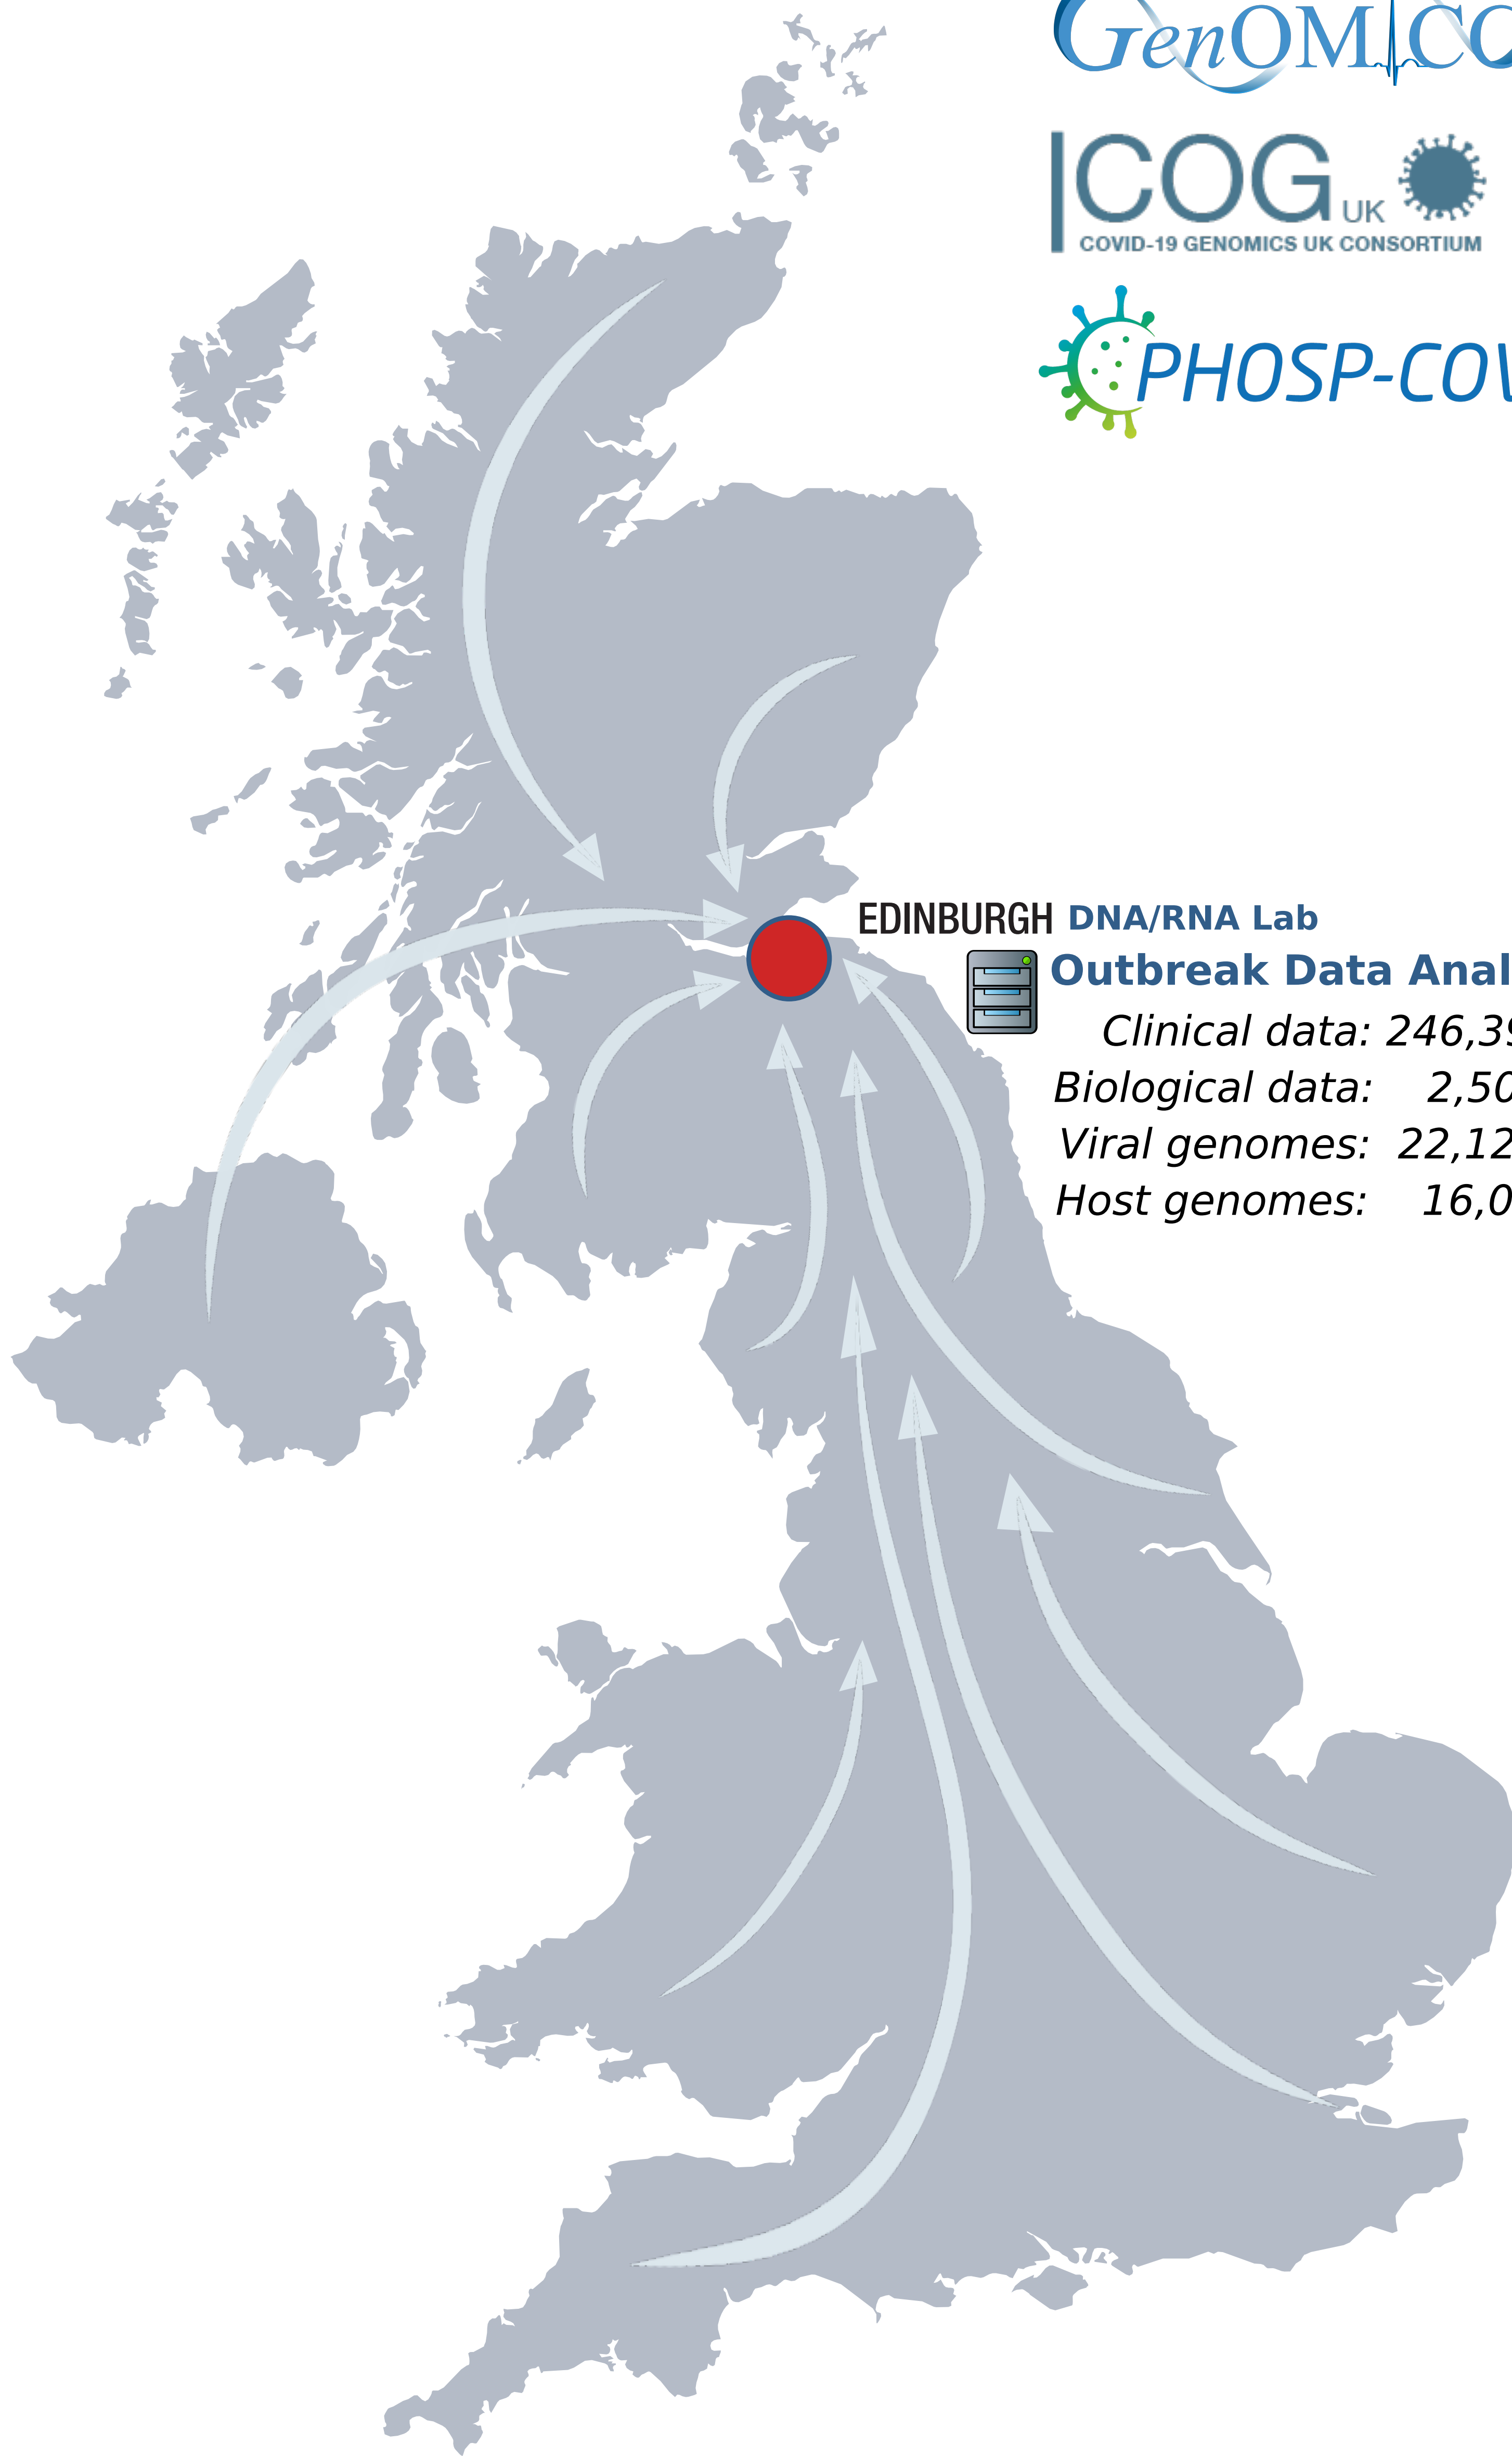 GenOMICC
COG UK
COVID-19 GENOMICS UK CONSORTIUM
PHOSP-COV
EDINBURGH DNA/RNA Lab
Outbreak Data Anal
Clinical data: 246,39
Biological data: 2,50
Viral genomes: 22,12
Host genomes: 16,0